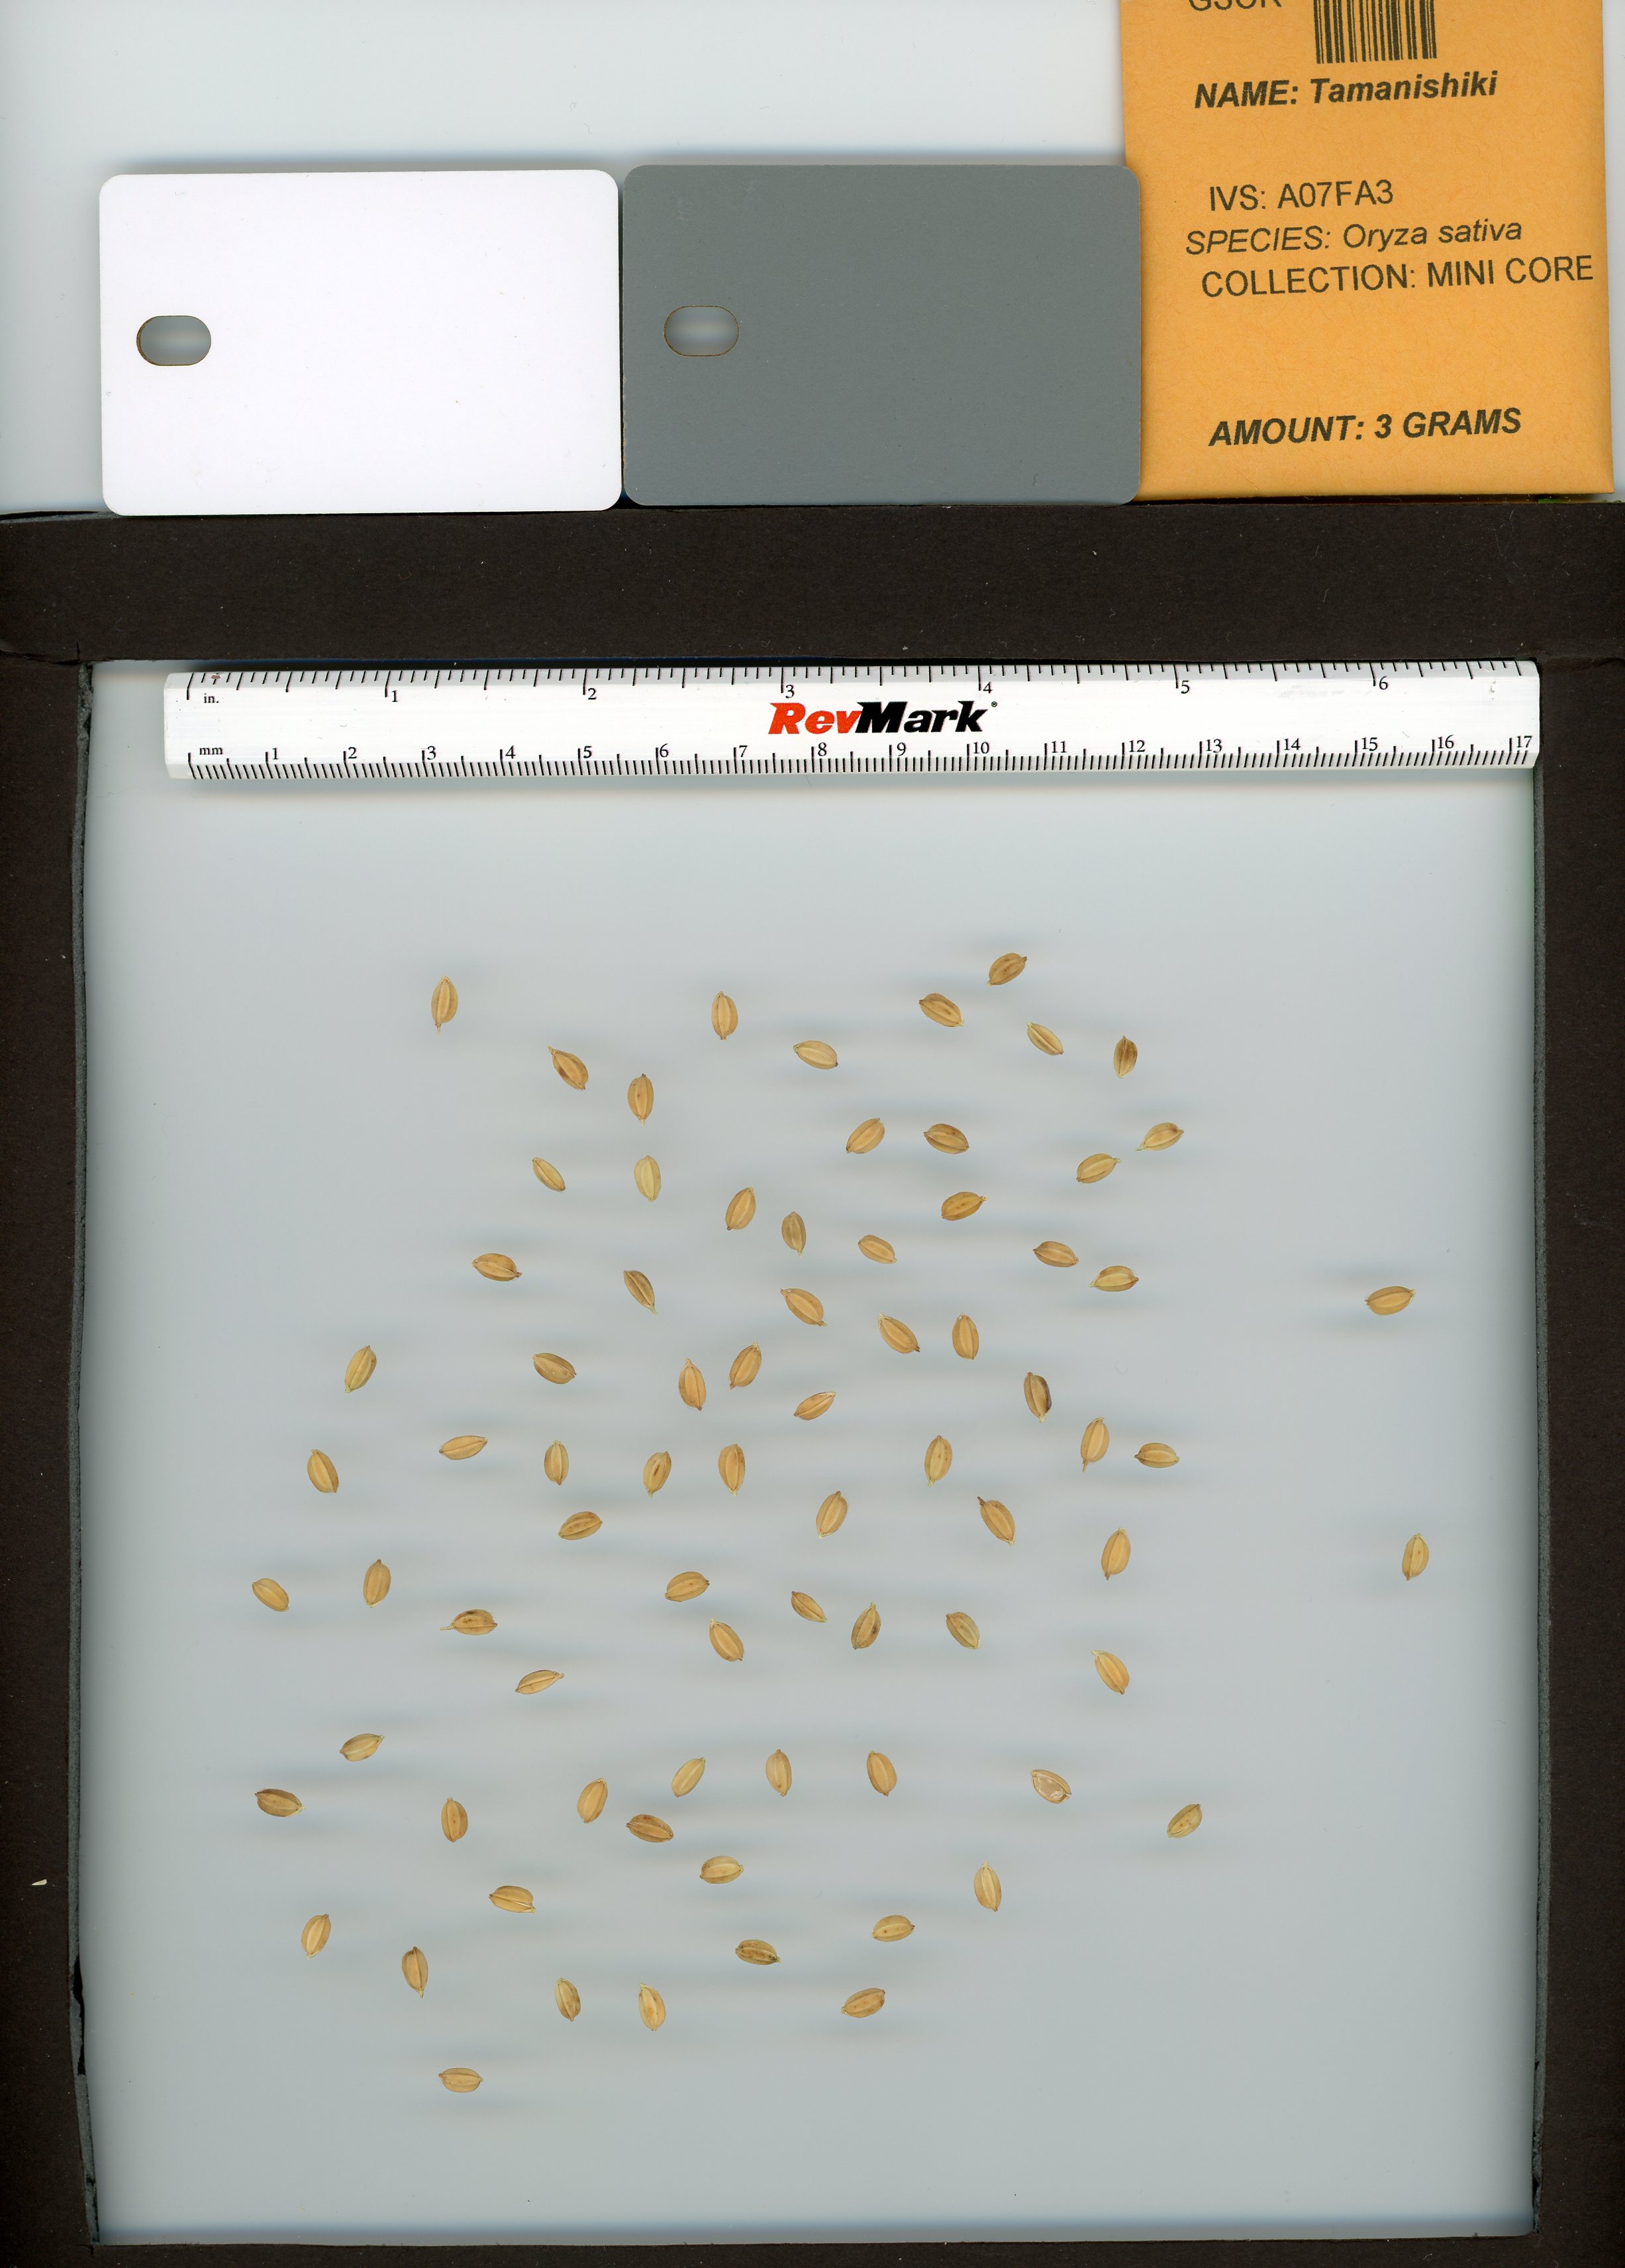 GSOR
NAME: Tamanishiki
IVS: A07FA3
SPECIES: Oryza sativa
COLLECTION: MINI CORE
AMOUNT: 3 GRAMS
in. 1 2 3 4 5 6
RevMark®
mm 1 2 3 4 5 6 7 8 9 10 11 12 13 14 15 16 17